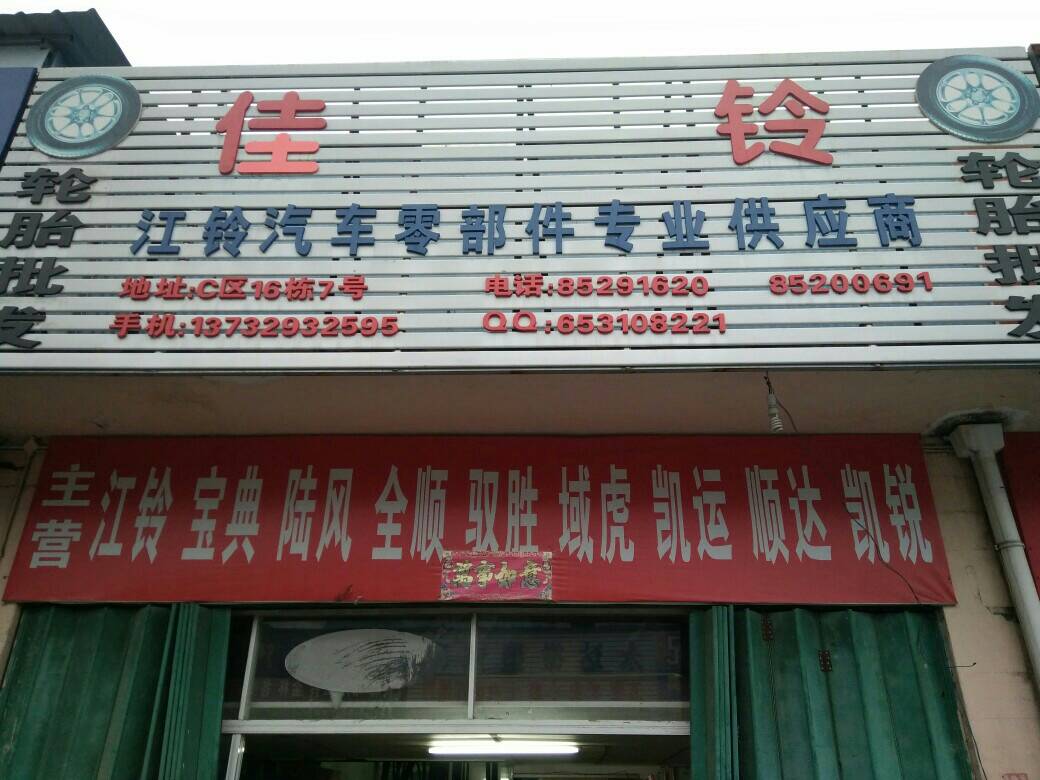 佳铃
轮胎批发
江铃汽车零部件专业供应商
轮胎批发
地址:C区16栋7号
电话:85291620 85200691
手机:13732932595
QQ:653108221
主营
江铃 宝典 陆风 全顺 驭胜 域虎 凯运 顺达 凯锐
万事如意